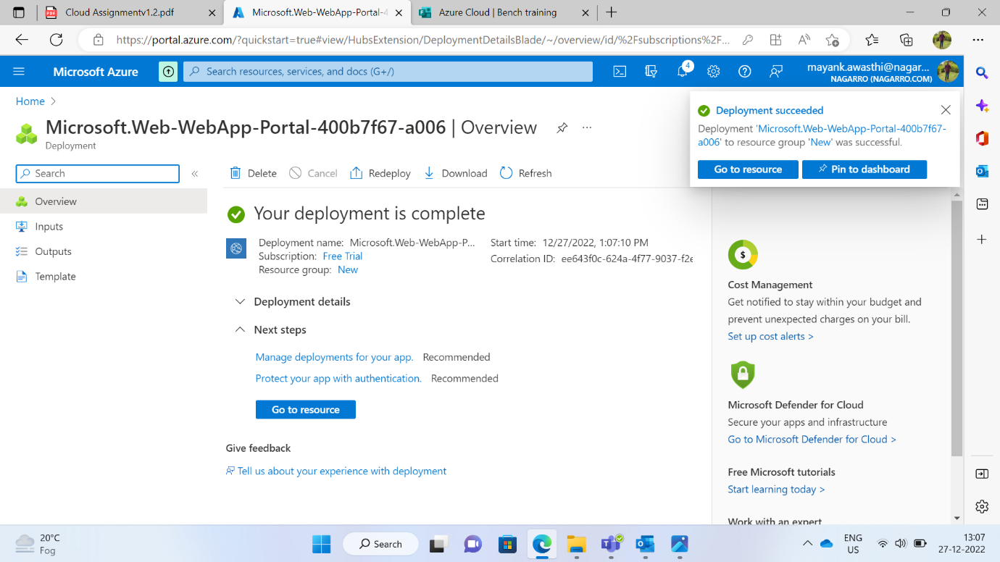 Cloud Assignmentv1.2.pdf
Microsoft.Web-WebApp-Portal-4
Azure Cloud | Bench training
https://portal.azure.com/?quickstart=true#view/HubsExtension/DeploymentDetailsBlade/~/overview/id/%2Fsubscriptions%2F...
Microsoft Azure
Search resources, services, and docs (G+/)
4
mayank.awasthi@nagar...
NAGARRO (NAGARRO.COM)
Home
Microsoft.Web-WebApp-Portal-400b7f67-a006 | Overview
Deployment
Deployment succeeded
Deployment 'Microsoft.Web-WebApp-Portal-400b7f67-
a006' to resource group 'New' was successful.
Go to resource
Pin to dashboard
Search
Delete
Cancel
Redeploy
Download
Refresh
Overview
Inputs
Outputs
Template
Your deployment is complete
Deployment name: Microsoft.Web-WebApp-P...
Subscription: Free Trial
Resource group: New
Start time: 12/27/2022, 1:07:10 PM
Correlation ID: ee643f0c-624a-4f77-9037-f2e
Deployment details
Next steps
Manage deployments for your app. Recommended
Protect your app with authentication. Recommended
Go to resource
Give feedback
Tell us about your experience with deployment
Cost Management
Get notified to stay within your budget and
prevent unexpected charges on your bill.
Set up cost alerts >
Microsoft Defender for Cloud
Secure your apps and infrastructure
Go to Microsoft Defender for Cloud >
Free Microsoft tutorials
Start learning today >
Work with an expert
20°C
Fog
Search
ENG
US
13:07
27-12-2022